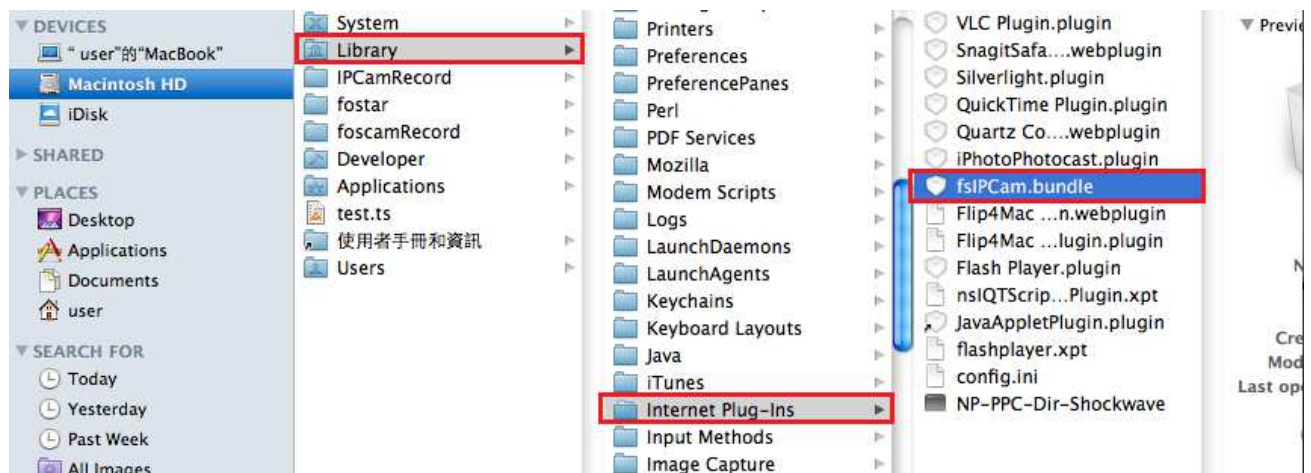 DEVICES
“ user”的“MacBook”
Macintosh HD
iDisk
SHARED
PLACES
Desktop
Applications
Documents
user
SEARCH FOR
Today
Yesterday
Past Week
All Images
System
Library
IPCamRecord
fostar
foscamRecord
Developer
Applications
test.ts
使用者手冊和資訊
Users
Printers
Preferences
PreferencePanes
Perl
PDF Services
Mozilla
Modem Scripts
Logs
LaunchDaemons
LaunchAgents
Keychains
Keyboard Layouts
Java
iTunes
Internet Plug-Ins
Input Methods
Image Capture
VLC Plugin.plugin
SnagitSafa....webplugin
Silverlight.plugin
QuickTime Plugin.plugin
Quartz Co....webplugin
iPhotoPhotocast.plugin
fsIPCam.bundle
Flip4Mac ...n.webplugin
Flip4Mac ...lugin.plugin
Flash Player.plugin
nsIQTScrip...Plugin.xpt
JavaAppletPlugin.plugin
flashplayer.xpt
config.ini
NP-PPC-Dir-Shockwave
Previe
N
Cre
Mod
Last op